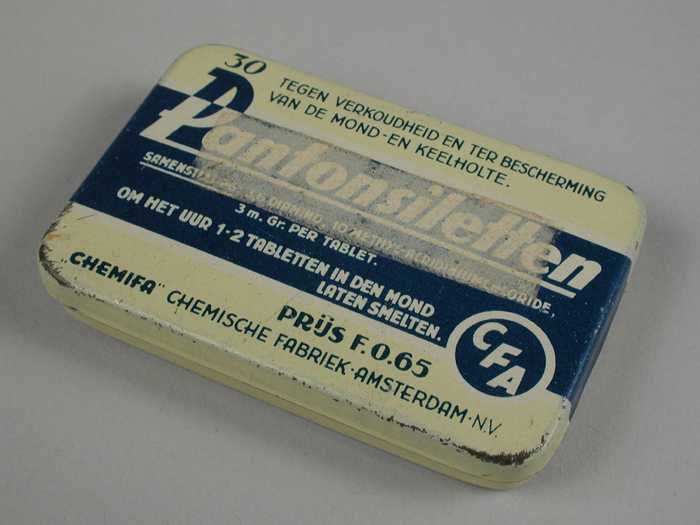 30
TEGEN VERKOUDHEID EN TER BESCHERMING
VAN DE MOND-EN KEELHOLTE.
Pantonsiletten
3 m. Gr. PER TABLET.
OM HET UUR 1-2 TABLETTEN IN DEN MOND
LATEN SMELTEN.
PRIJS F.0.65
"CHEMIFA" CHEMISCHE FABRIEK-AMSTERDAM-N.V.
CFA